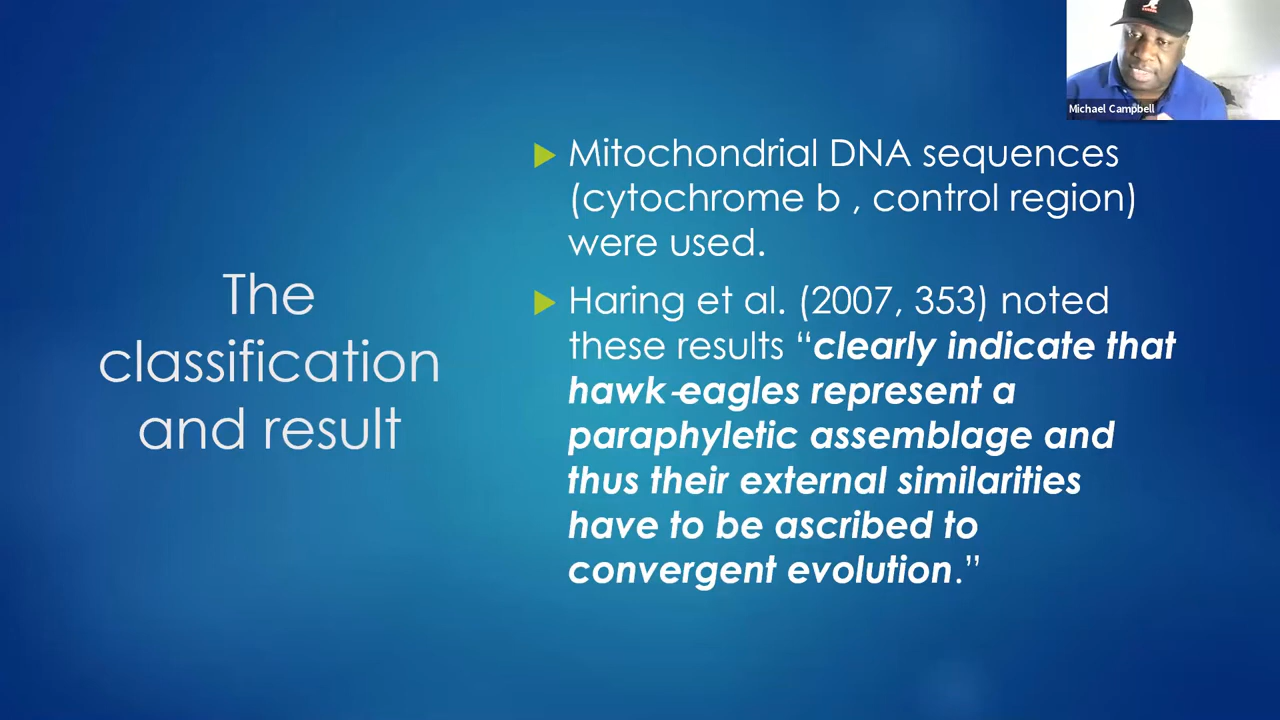 Michael Campbell
The
classification
and result
Mitochondrial DNA sequences
(cytochrome b , control region)
were used.
Haring et al. (2007, 353) noted
these results “clearly indicate that
hawk-eagles represent a
paraphyletic assemblage and
thus their external similarities
have to be ascribed to
convergent evolution.”